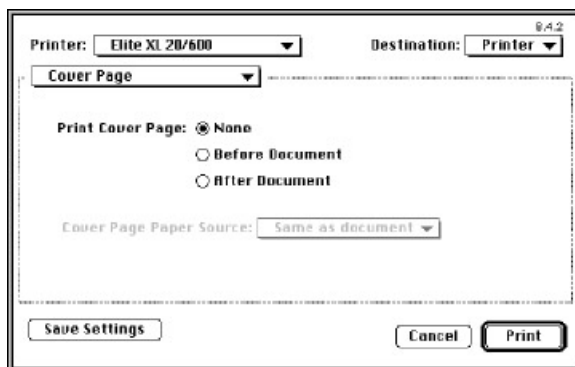 8.4.2
Printer: Elite XL 20/600 Destination: Printer
Cover Page
Print Cover Page: None
Before Document
After Document
Cover Page Paper Source: Same as document
Save Settings Cancel Print